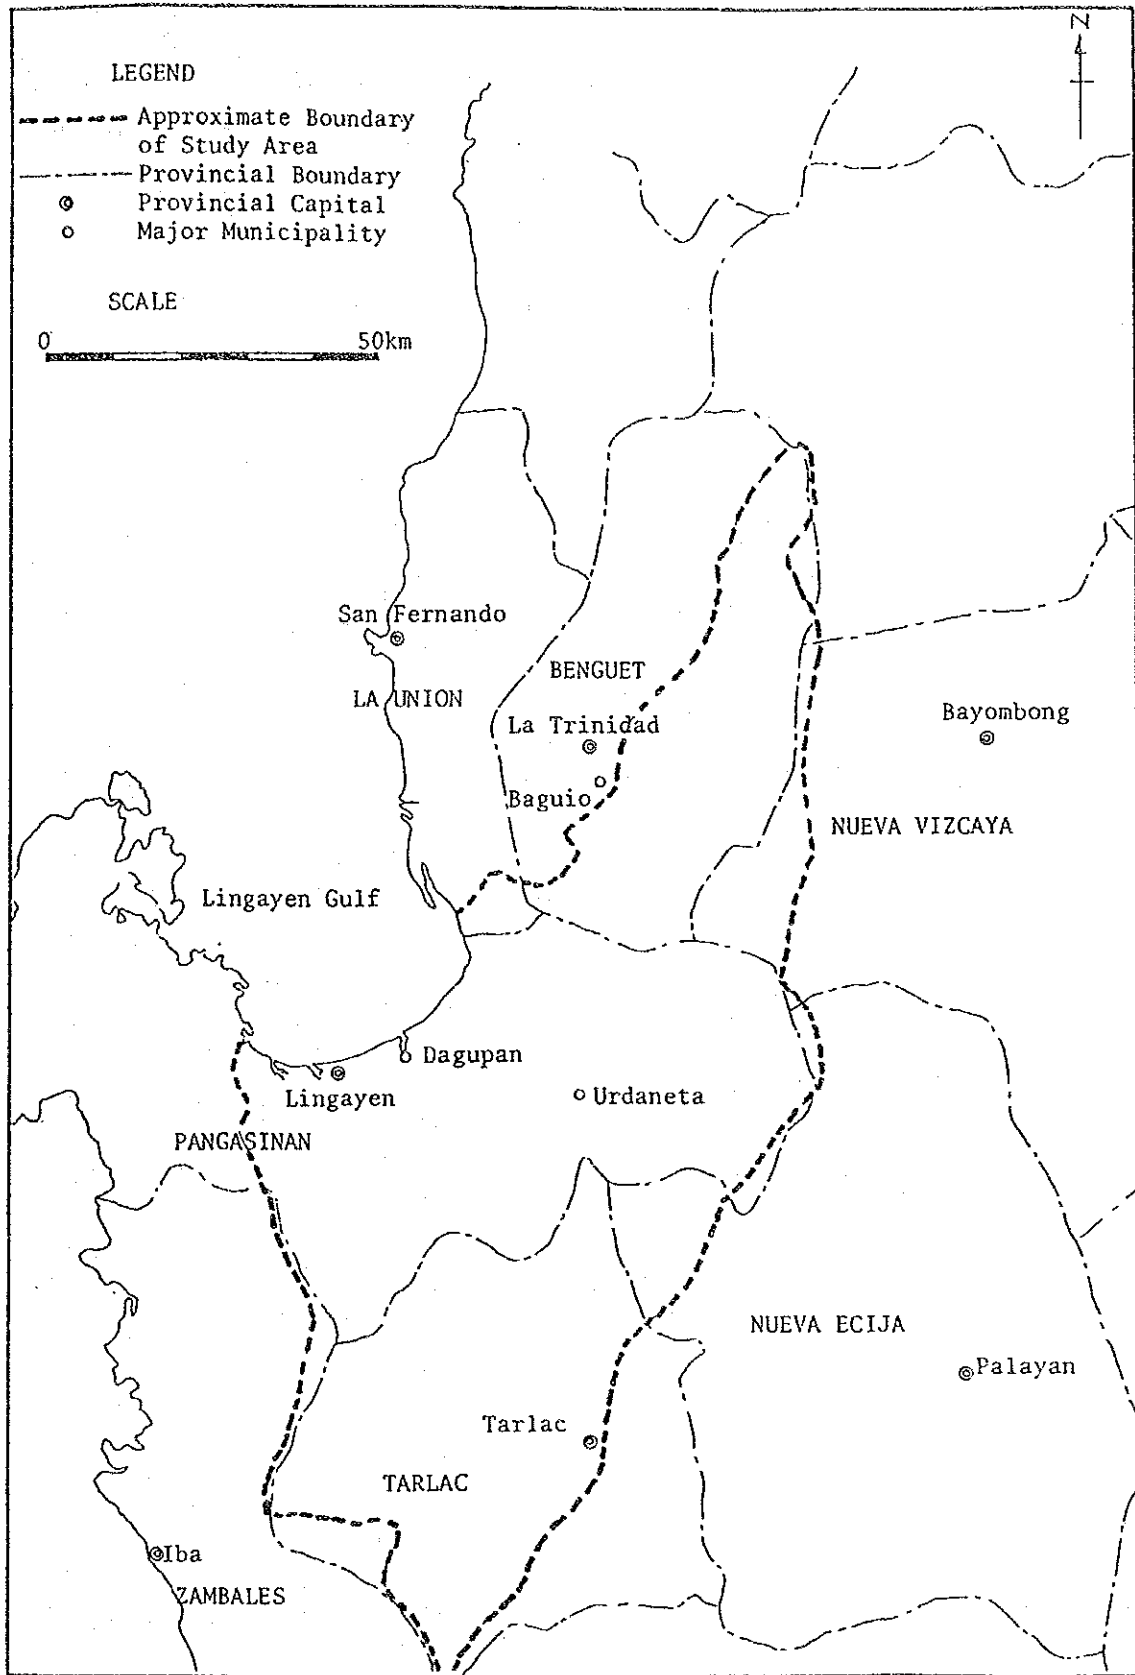 N
LEGEND
Approximate Boundary
of Study Area
Provincial Boundary
Provincial Capital
Major Municipality
SCALE
0 50km
San Fernando
BENGUET
LA UNION
La Trinidad
Bayombong
Baguio
NUEVA VIZCAYA
Lingayen Gulf
Dagupan
Lingayen
Urdaneta
PANGASINAN
NUEVA ECIJA
Palayan
Tarlac
TARLAC
Iba
ZAMBALES